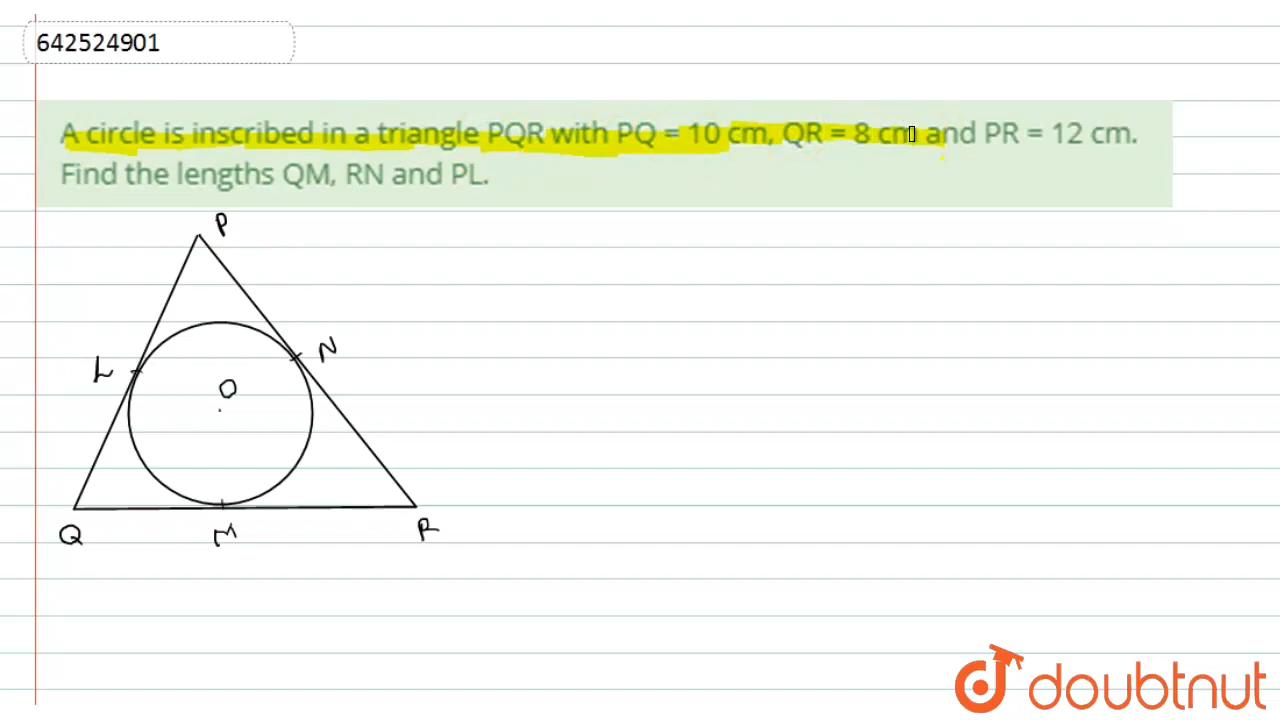 642524901
A circle is inscribed in a triangle PQR with PQ = 10 cm, QR = 8 cm and PR = 12 cm.
Find the lengths QM, RN and PL.
P
N
L
O
Q
M
R
doubtnut